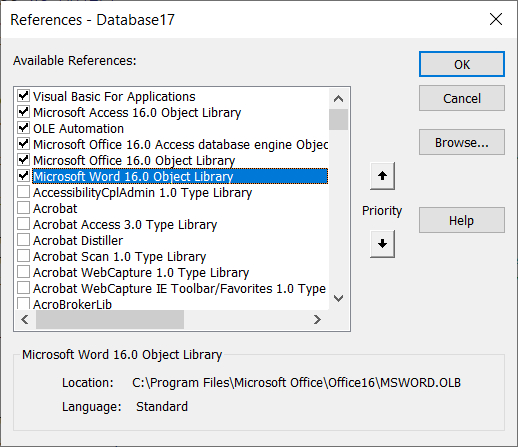 References - Database17
Available References:
Visual Basic For Applications
Microsoft Access 16.0 Object Library
OLE Automation
Microsoft Office 16.0 Access database engine Objec
Microsoft Office 16.0 Object Library
Microsoft Word 16.0 Object Library
AccessibilityCplAdmin 1.0 Type Library
Acrobat
Acrobat Access 3.0 Type Library
Acrobat Distiller
Acrobat Scan 1.0 Type Library
Acrobat WebCapture 1.0 Type Library
Acrobat WebCapture IE Toolbar/Favorites 1.0 Type
AcroBrokerLib
Priority
OK
Cancel
Browse...
Help
Microsoft Word 16.0 Object Library
Location: C:\Program Files\Microsoft Office\Office16\MSWORD.OLB
Language: Standard